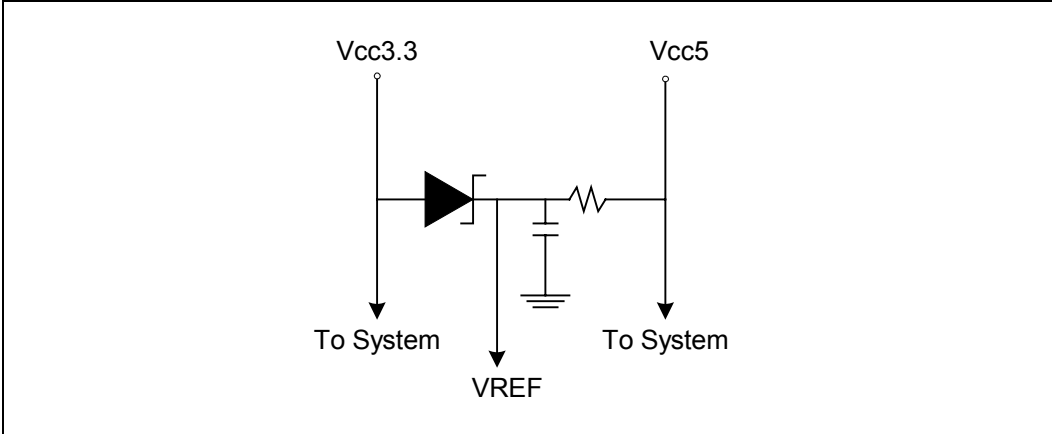 Vcc3.3
Vcc5
To System
To System
VREF